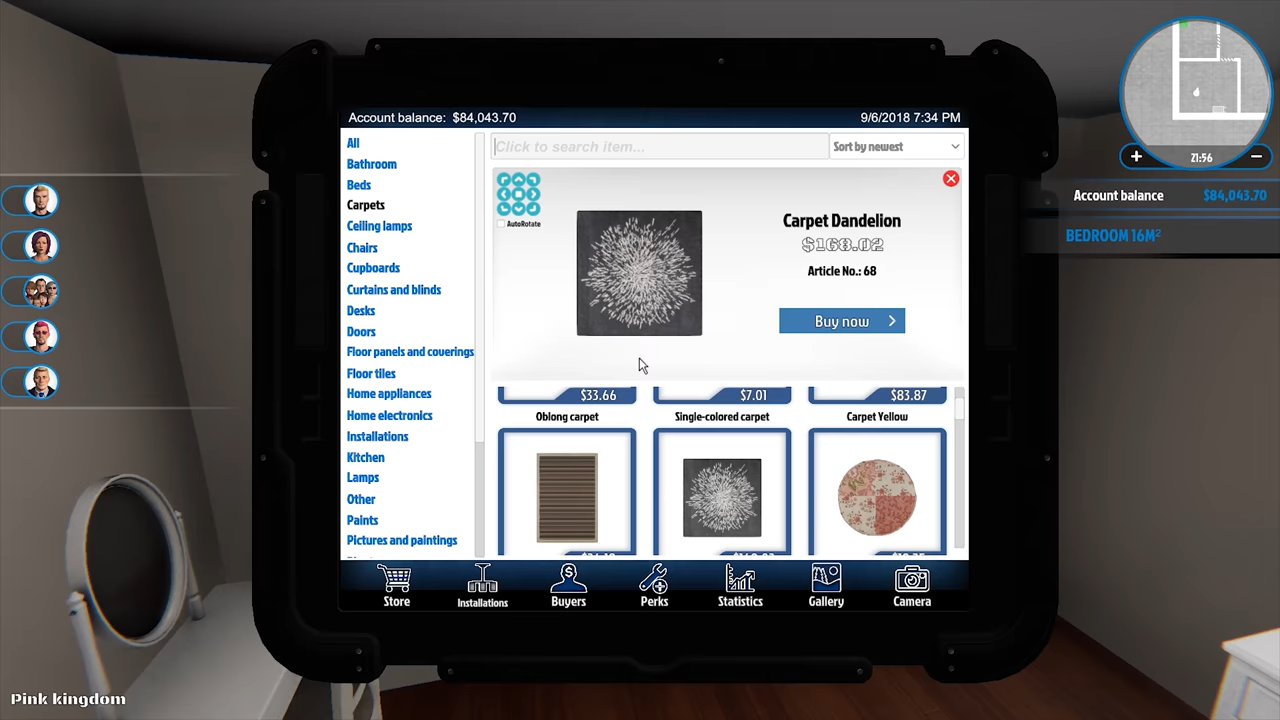 Account balance: $84,043.70
9/6/2018 7:34 PM
All
Bathroom
Beds
Carpets
Ceiling lamps
Chairs
Cupboards
Curtains and blinds
Desks
Doors
Floor panels and coverings
Floor tiles
Home appliances
Home electronics
Installations
Kitchen
Lamps
Other
Paints
Pictures and paintings
Click to search item...
Sort by newest
AutoRotate
Carpet Dandelion
$168.02
Article No.: 68
Buy now
$33.66
$7.01
$83.87
Oblong carpet
Single-colored carpet
Carpet Yellow
Store
Installations
Buyers
Perks
Statistics
Gallery
Camera
21:56
Account balance $84,043.70
BEDROOM 16M²
Pink kingdom